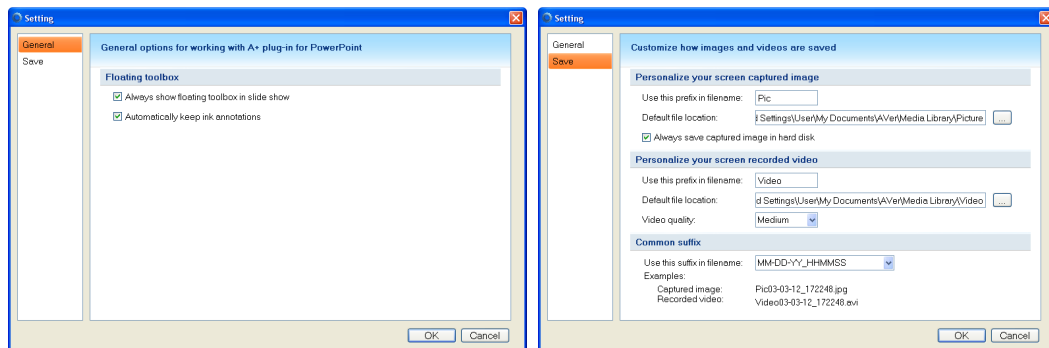 Setting
General
Save
General options for working with A+ plug-in for PowerPoint
Floating toolbox
Always show floating toolbox in slide show
Automatically keep ink annotations
OK Cancel
Setting
General
Save
Customize how images and videos are saved
Personalize your screen captured image
Use this prefix in filename: Pic
Default file location: d Settings\User\My Documents\AVer\Media Library\Picture ...
Always save captured image in hard disk
Personalize your screen recorded video
Use this prefix in filename: Video
Default file location: d Settings\User\My Documents\AVer\Media Library\Video ...
Video quality: Medium
Common suffix
Use this suffix in filename: MM-DD-YY_HHMMSS
Examples:
Captured image: Pic03-03-12_172248.jpg
Recorded video: Video03-03-12_172248.avi
OK Cancel